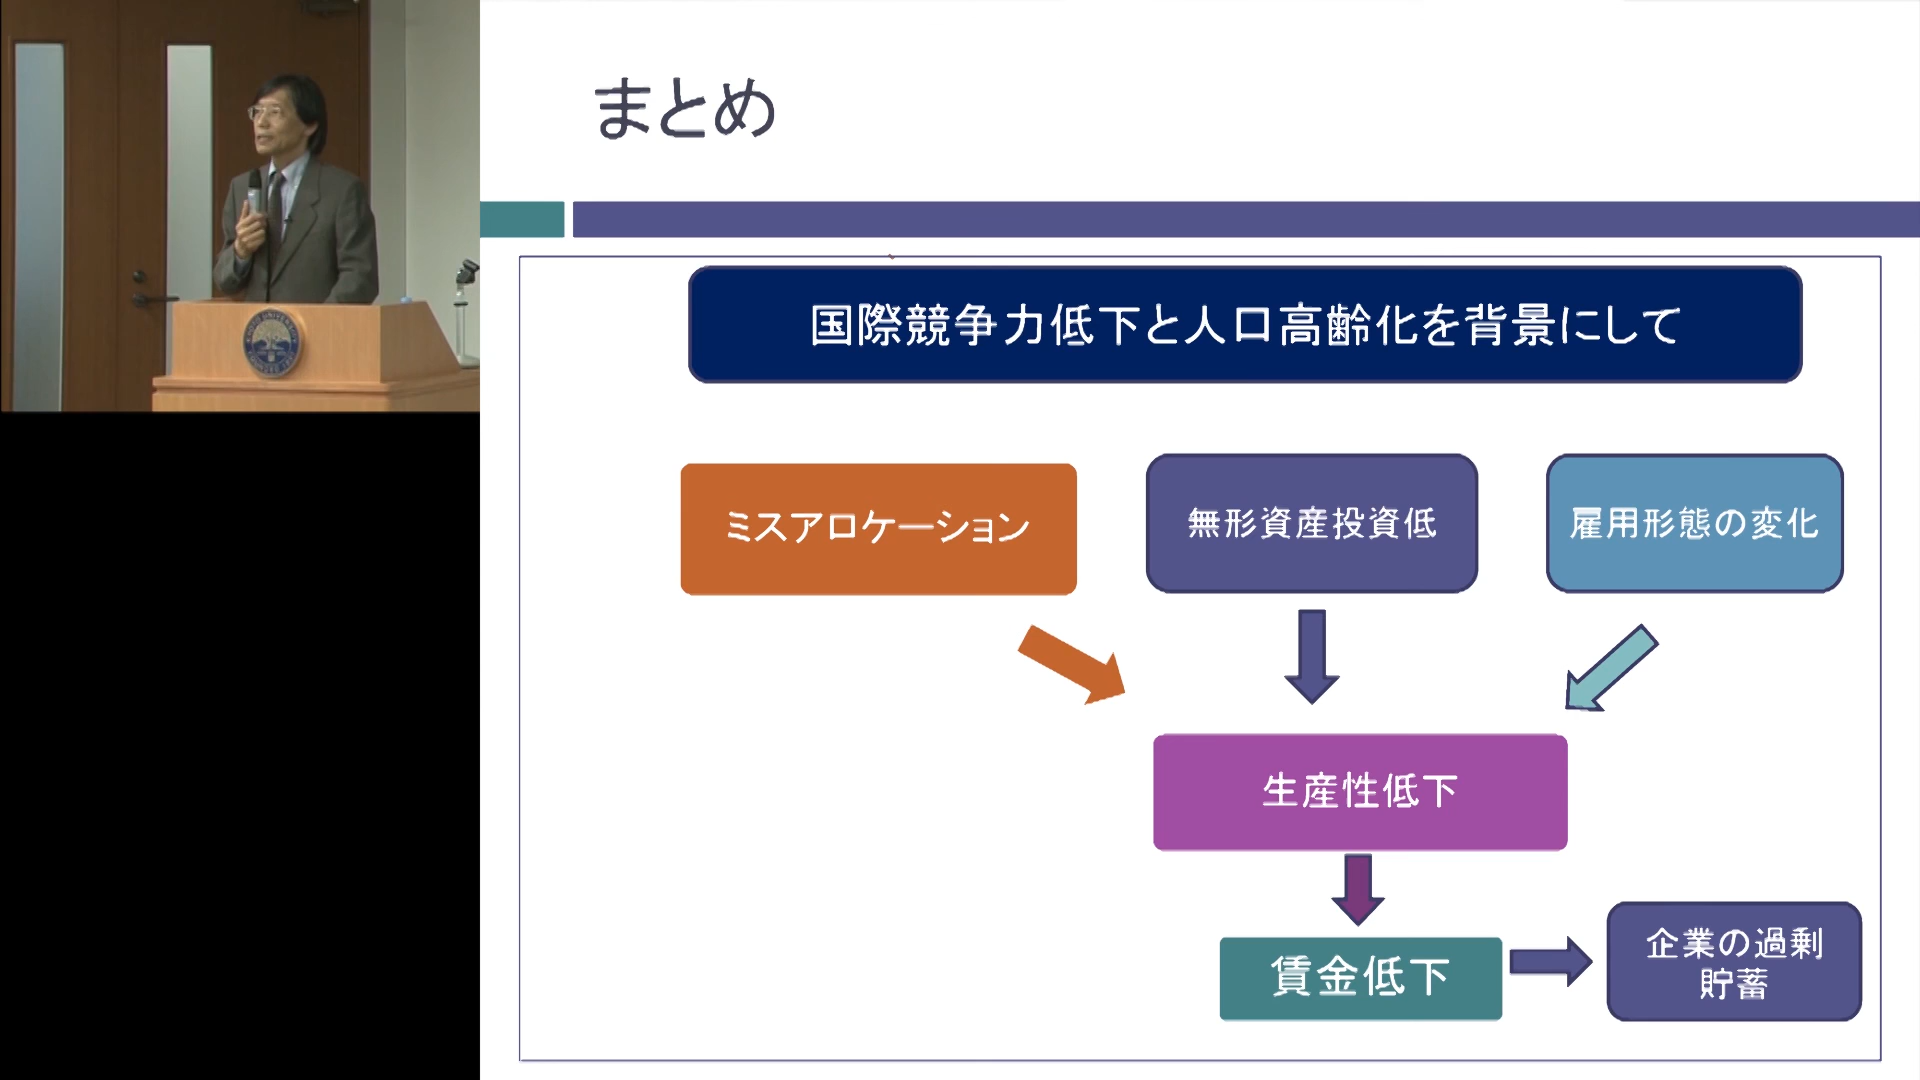 まとめ
国際競争力低下と人口高齢化を背景にして
ミスアロケーション
無形資産投資低
雇用形態の変化
生産性低下
賃金低下
企業の過剰
貯蓄